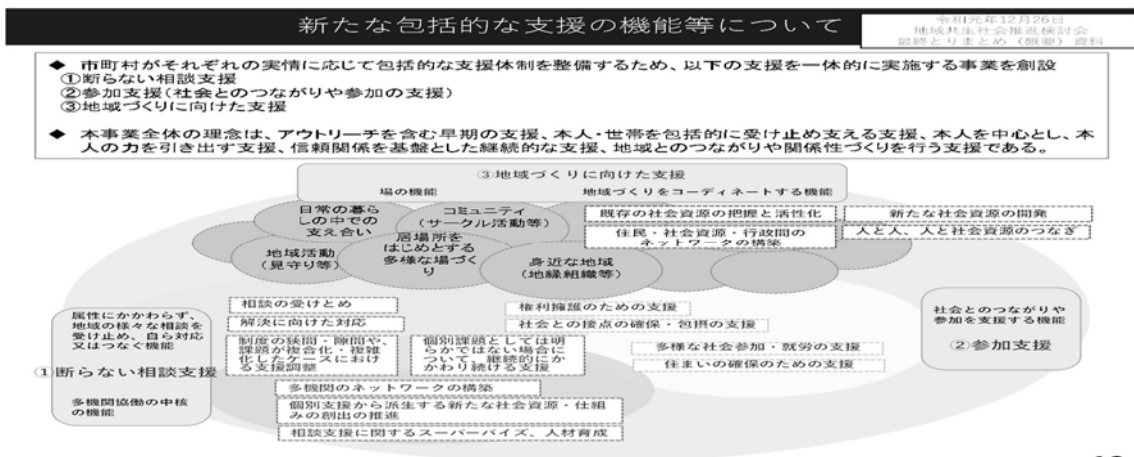 新たな包括的な支援の機能等について
令和元年12月26日
地域共生社会推進検討会
最終とりまとめ（概要）資料
◆ 市町村がそれぞれの実情に応じて包括的な支援体制を整備するため、以下の支援を一体的に実施する事業を創設
①断らない相談支援
②参加支援（社会とのつながりや参加の支援）
③地域づくりに向けた支援
◆ 本事業全体の理念は、アウトリーチを含む早期の支援、本人・世帯を包括的に受け止め支える支援、本人を中心とし、本
人の力を引き出す支援、信頼関係を基盤とした継続的な支援、地域とのつながりや関係性づくりを行う支援である。
③地域づくりに向けた支援
場の機能
地域づくりをコーディネートする機能
日常の暮ら
しの中での
支え合い
コミュニティ
（サークル活動等）
地域活動
（見守り等）
居場所を
はじめとする
多様な場づく
り
身近な地域
（地縁組織等）
既存の社会資源の把握と活性化
新たな社会資源の開発
住民・社会資源・行政間の
ネットワークの構築
人と人、人と社会資源のつなぎ
属性にかかわらず、
地域の様々な相談を
受け止め、自ら対応
又はつなぐ機能
①断らない相談支援
多機関協働の中核
の機能
相談の受けとめ
解決に向けた対応
制度の狭間・隙間や、
課題が複合化・複雑
化したケースにおけ
る支援調整
個別課題としては明
らかではない場合に
ついて、継続的にか
かわり続ける支援
多機関のネットワークの構築
個別支援から派生する新たな社会資源・仕組
みの創出の推進
相談支援に関するスーパーバイズ、人材育成
権利擁護のための支援
社会との接点の確保・包摂の支援
多様な社会参加・就労の支援
住まいの確保のための支援
社会とのつながりや
参加を支援する機能
②参加支援